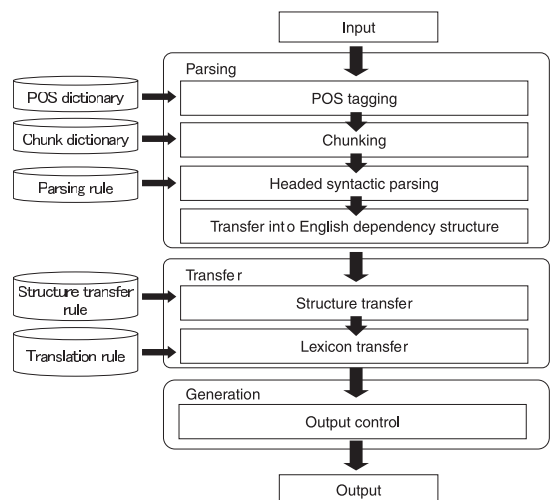 Input
Parsing
POS dictionary
POS tagging
Chunk dictionary
Chunking
Parsing rule
Headed syntactic parsing
Transfer into English dependency structure
Transfer
Structure transfer
rule
Structure transfer
Translation rule
Lexicon transfer
Generation
Output control
Output